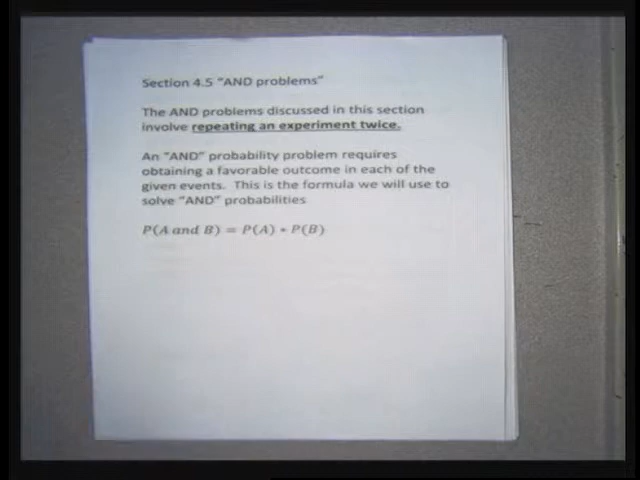 Section 4.5 "AND problems"
The AND problems discussed in this section
involve repeating an experiment twice.
An "AND" probability problem requires
obtaining a favorable outcome in each of the
given events. This is the formula we will use to
solve "AND" probabilities
P(A and B) = P(A) • P(B)